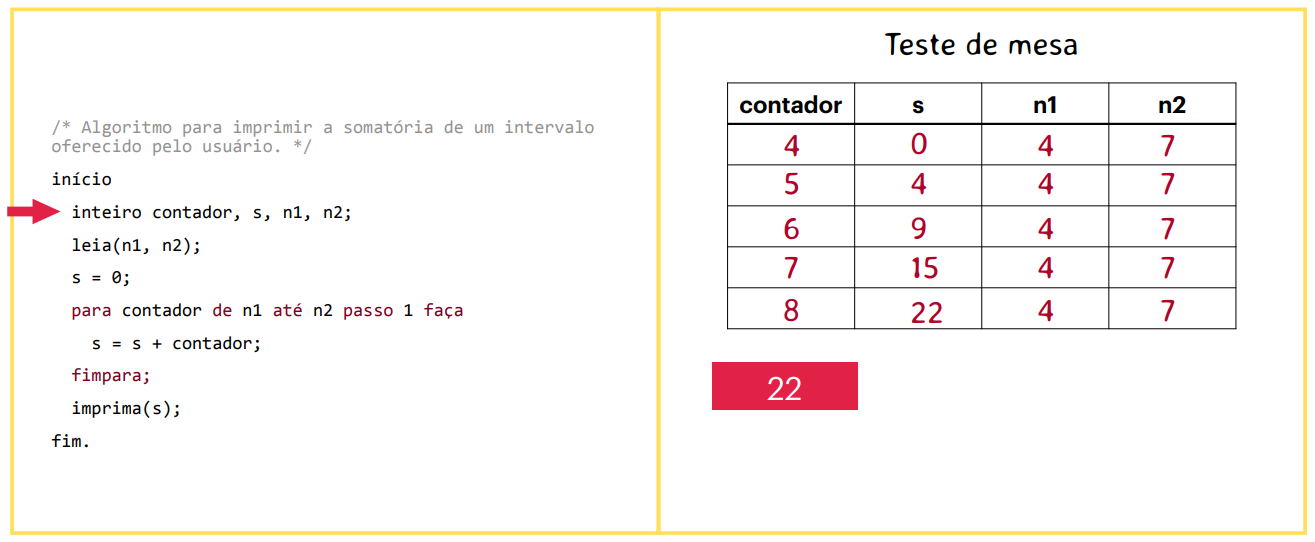 /* Algoritmo para imprimir a somatória de um intervalo
oferecido pelo usuário. */
início
inteiro contador, s, n1, n2;
leia(n1, n2);
s = 0;
para contador de n1 até n2 passo 1 faça
s = s + contador;
fimpara;
imprima(s);
fim.
Teste de mesa
contador s n1 n2
4 0 4 7
5 4 4 7
6 9 4 7
7 15 4 7
8 22 4 7
22